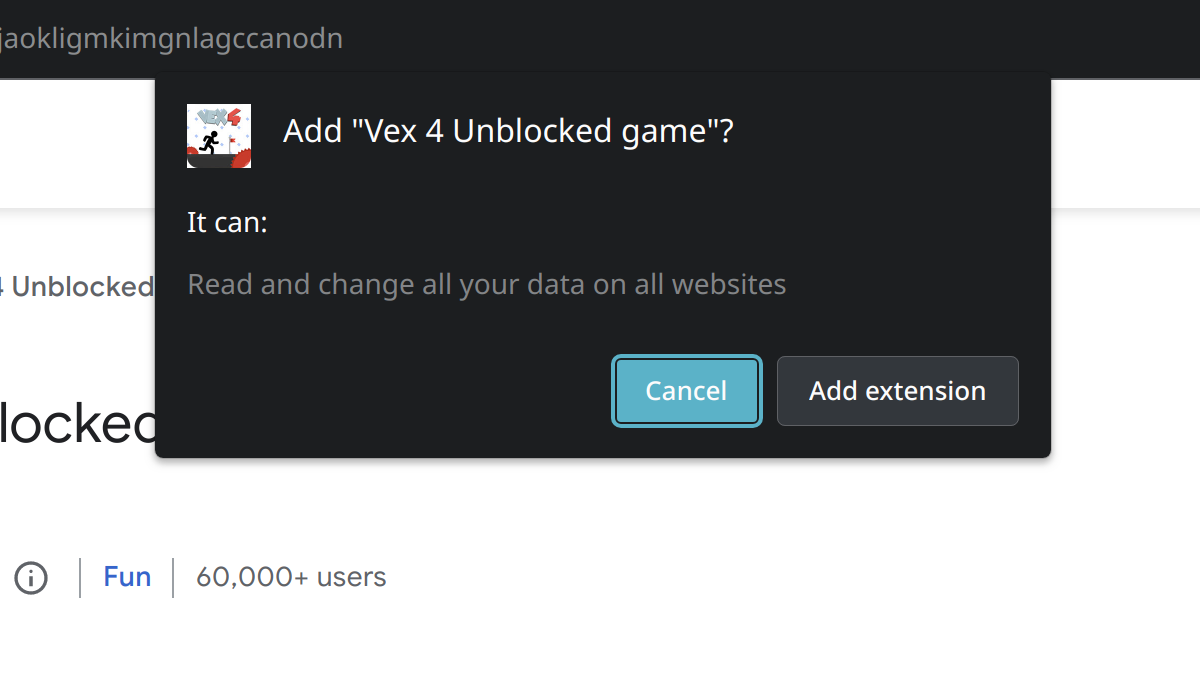 jaokligmkimgnlagccanodn
VEX4
Add "Vex 4 Unblocked game"?
It can:
4 Unblocked
Read and change all your data on all websites
Cancel
Add extension
locked
Fun
60,000+ users